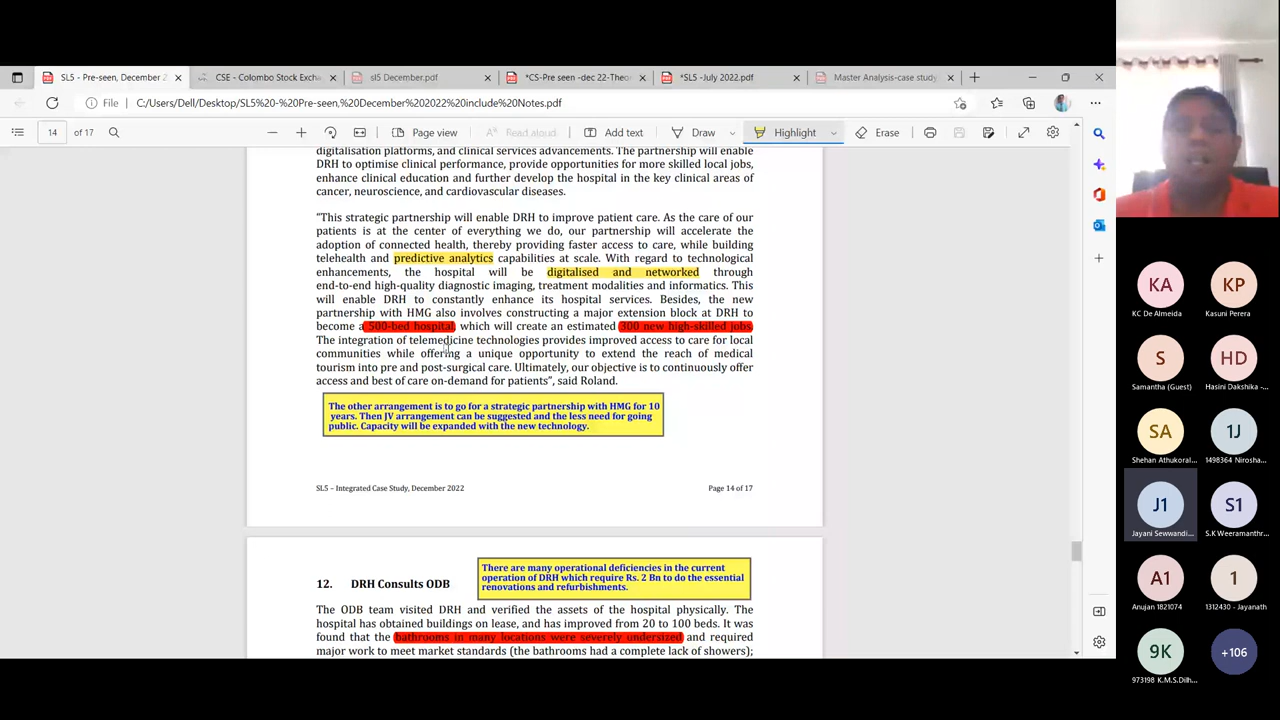 SL5 - Pre-seen, December 2
CSE - Colombo Stock Excha
sl5 December.pdf
*CS-Pre seen -dec 22-Theo
*SL5 -July 2022.pdf
Master Analysis-case study
File
C:/Users/Dell/Desktop/SL5%20-%20Pre-seen,%20December%202022%20include%20Notes.pdf
14 of 17
Page view
Read aloud
Add text
Draw
Highlight
Erase
digitalisation platforms, and clinical services advancements. The partnership will enable
DRH to optimise clinical performance, provide opportunities for more skilled local jobs,
enhance clinical education and further develop the hospital in the key clinical areas of
cancer, neuroscience, and cardiovascular diseases.
“This strategic partnership will enable DRH to improve patient care. As the care of our
patients is at the center of everything we do, our partnership will accelerate the
adoption of connected health, thereby providing faster access to care, while building
telehealth and predictive analytics capabilities at scale. With regard to technological
enhancements, the hospital will be digitalised and networked through
end-to-end high-quality diagnostic imaging, treatment modalities and informatics. This
will enable DRH to constantly enhance its hospital services. Besides, the new
partnership with HMG also involves constructing a major extension block at DRH to
become a 500-bed hospital, which will create an estimated 300 new high-skilled jobs.
The integration of telemedicine technologies provides improved access to care for local
communities while offering a unique opportunity to extend the reach of medical
tourism into pre and post-surgical care. Ultimately, our objective is to continuously offer
access and best of care on-demand for patients”, said Roland.
The other arrangement is to go for a strategic partnership with HMG for 10
years. Then JV arrangement can be suggested and the less need for going
public. Capacity will be expanded with the new technology.
SL5 – Integrated Case Study, December 2022
Page 14 of 17
There are many operational deficiencies in the current
operation of DRH which require Rs. 2 Bn to do the essential
renovations and refurbishments.
12. DRH Consults ODB
The ODB team visited DRH and verified the assets of the hospital physically. The
hospital has obtained buildings on lease, and has improved from 20 to 100 beds. It was
found that the bathrooms in many locations were severely undersized and required
major work to meet market standards (the bathrooms had a complete lack of showers);
KA
KC De Almeida
KP
Kasuni Perera
S
Samantha (Guest)
HD
Hasini Dakshika -...
SA
Shehan Athukoral...
1J
1498364 Nirosha...
J1
Jayani Sewwandi...
S1
S.K Weeramanthr...
A1
Anujan 1821074
1
1312430 - Jayanath
9K
973198 K.M.S.Dilh...
+106